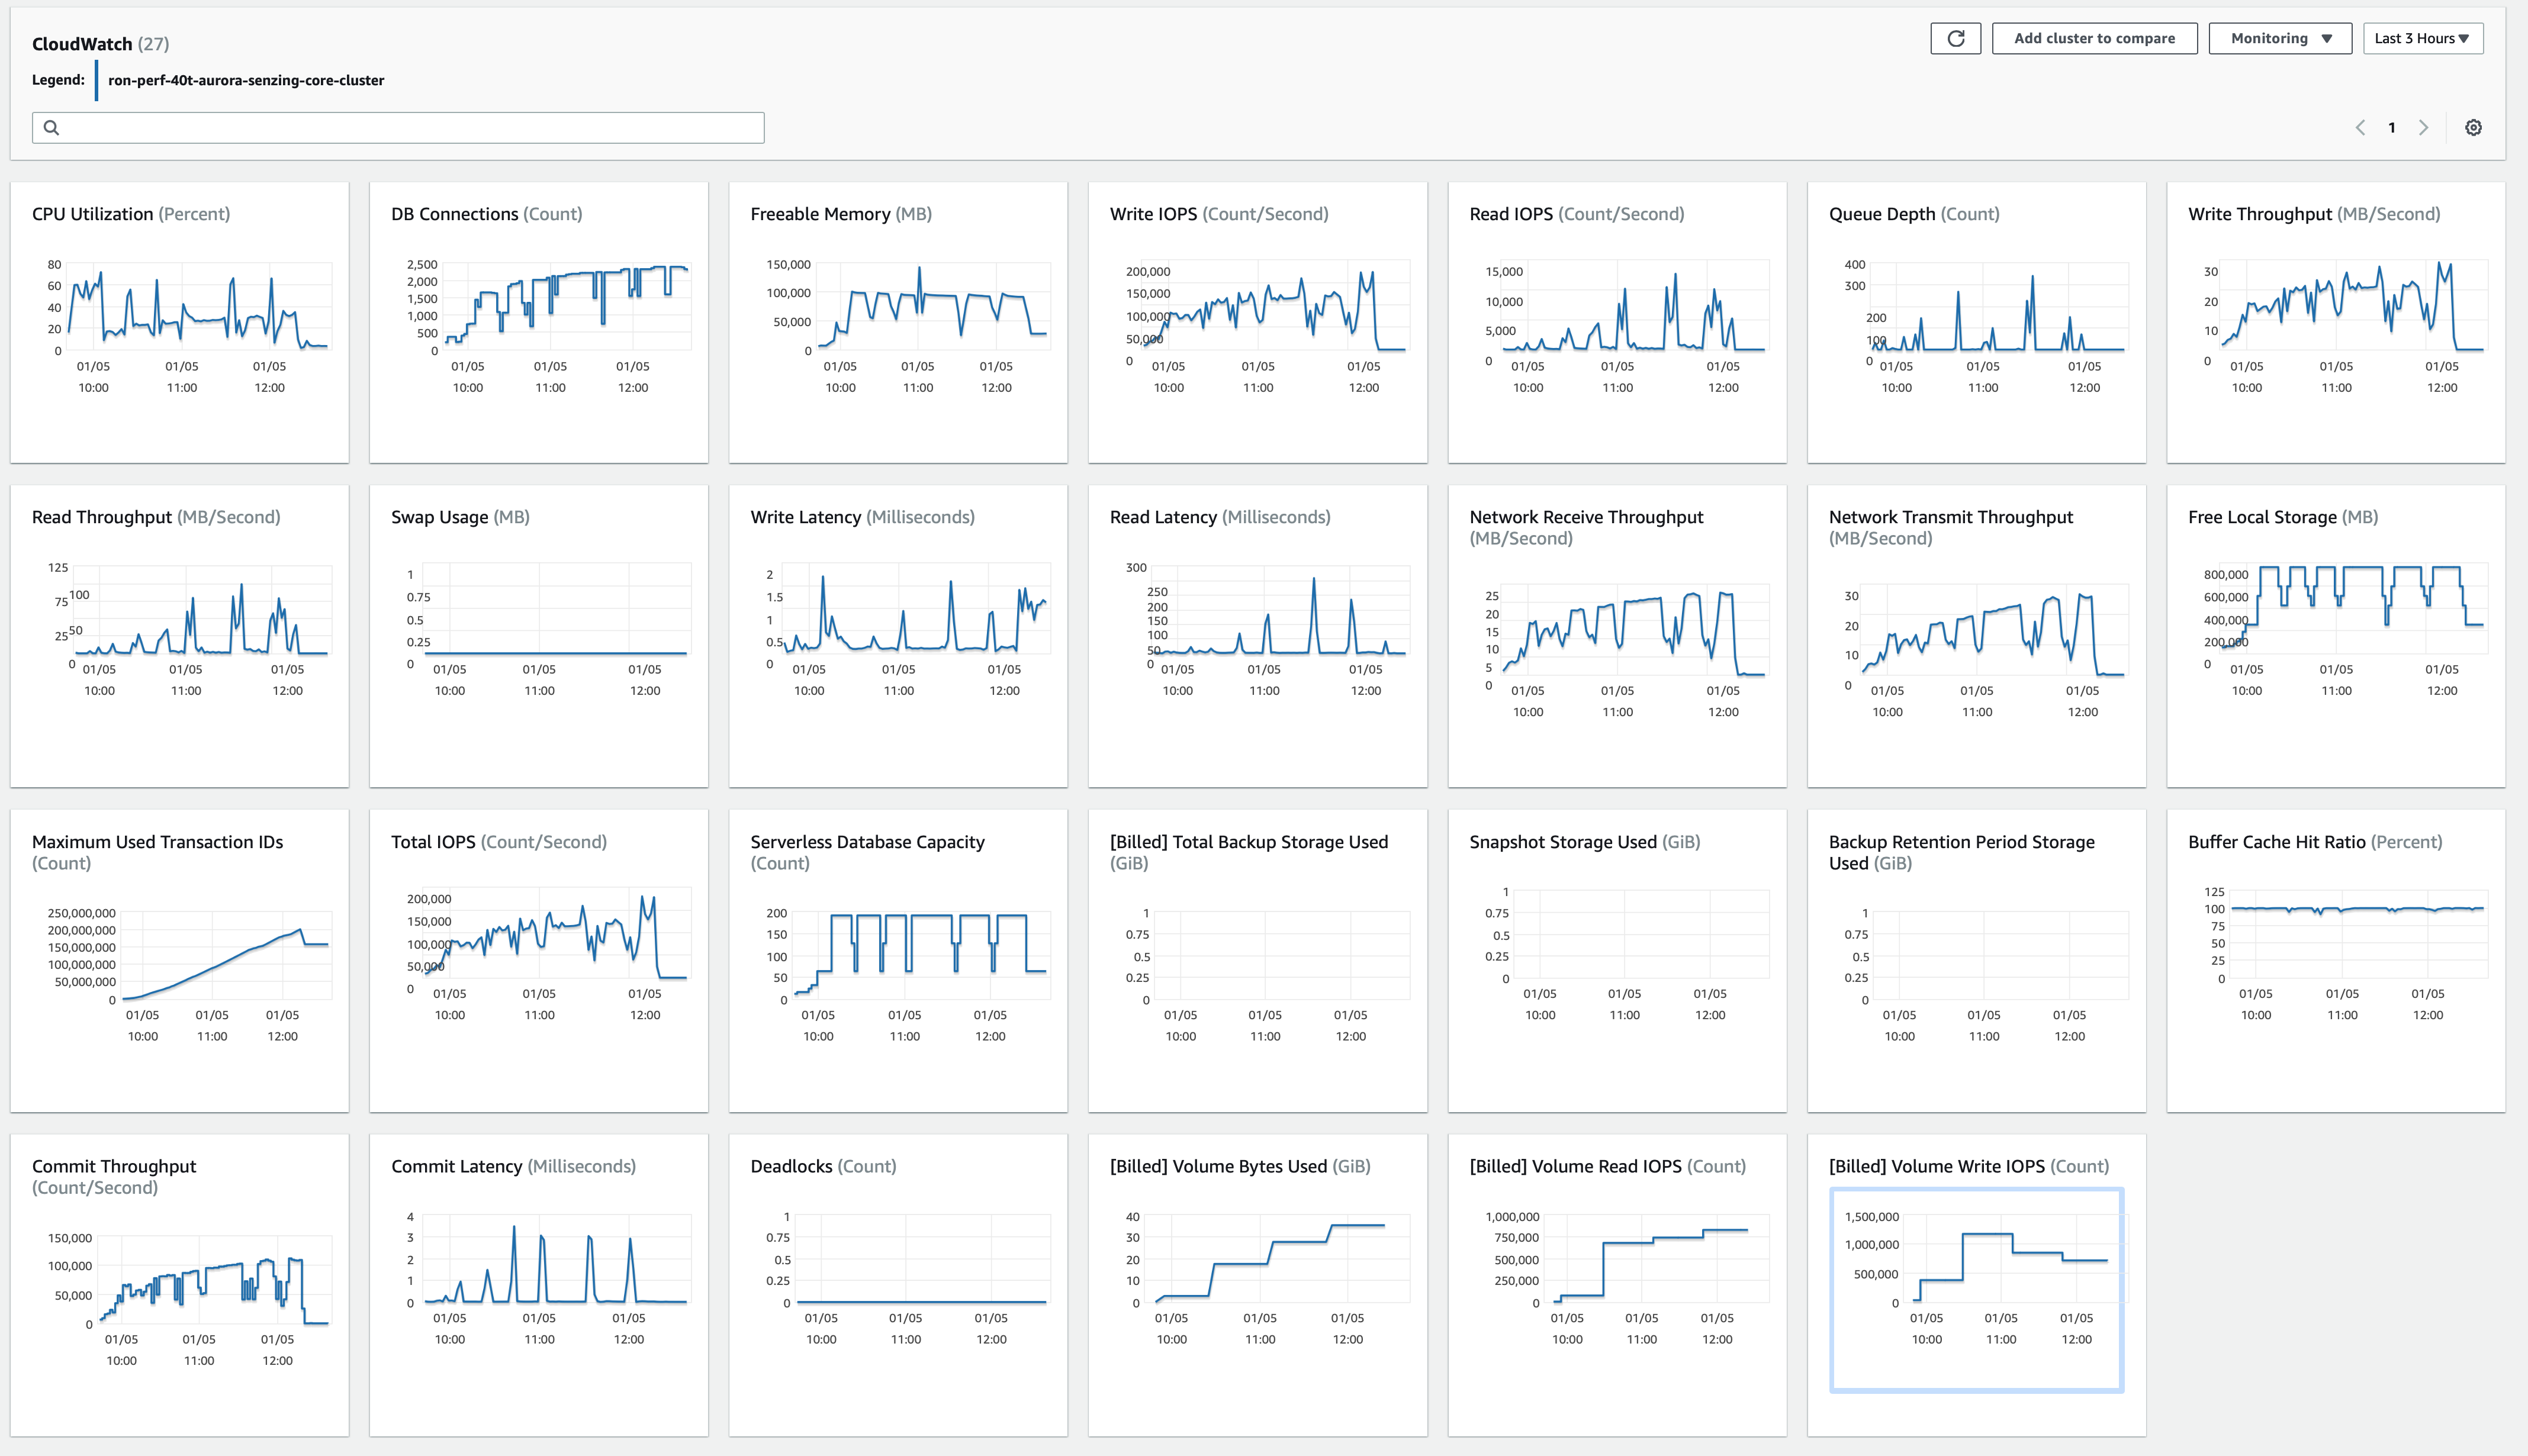 CloudWatch (27)
Add cluster to compare
Monitoring ▼
Last 3 Hours▼
Legend:
ron-perf-40t-aurora-senzing-core-cluster
1
CPU Utilization (Percent)
80
60
40
20
0
01/05 01/05 01/05
10:00 11:00 12:00
DB Connections (Count)
2,500
2,000
1,500
1,000
500
0
01/05 01/05 01/05
10:00 11:00 12:00
Freeable Memory (MB)
150,000
100,000
50,000
0
01/05 01/05 01/05
10:00 11:00 12:00
Write IOPS (Count/Second)
200,000
150,000
100,000
50,000
0
01/05 01/05 01/05
10:00 11:00 12:00
Read IOPS (Count/Second)
15,000
10,000
5,000
0
01/05 01/05 01/05
10:00 11:00 12:00
Queue Depth (Count)
400
300
200
100
0
01/05 01/05 01/05
10:00 11:00 12:00
Write Throughput (MB/Second)
30
20
10
0
01/05 01/05 01/05
10:00 11:00 12:00
Read Throughput (MB/Second)
125
100
75
50
25
0
01/05 01/05 01/05
10:00 11:00 12:00
Swap Usage (MB)
1
0.75
0.5
0.25
0
01/05 01/05 01/05
10:00 11:00 12:00
Write Latency (Milliseconds)
2
1.5
1
0.5
0
01/05 01/05 01/05
10:00 11:00 12:00
Read Latency (Milliseconds)
300
250
200
150
100
50
0
01/05 01/05 01/05
10:00 11:00 12:00
Network Receive Throughput
(MB/Second)
25
20
15
10
5
0
01/05 01/05 01/05
10:00 11:00 12:00
Network Transmit Throughput
(MB/Second)
30
20
10
0
01/05 01/05 01/05
10:00 11:00 12:00
Free Local Storage (MB)
800,000
600,000
400,000
200,000
0
01/05 01/05 01/05
10:00 11:00 12:00
Maximum Used Transaction IDs
(Count)
250,000,000
200,000,000
150,000,000
100,000,000
50,000,000
0
01/05 01/05 01/05
10:00 11:00 12:00
Total IOPS (Count/Second)
200,000
150,000
100,000
50,000
0
01/05 01/05 01/05
10:00 11:00 12:00
Serverless Database Capacity
(Count)
200
150
100
50
0
01/05 01/05 01/05
10:00 11:00 12:00
[Billed] Total Backup Storage Used
(GiB)
1
0.75
0.5
0.25
0
01/05 01/05 01/05
10:00 11:00 12:00
Snapshot Storage Used (GiB)
1
0.75
0.5
0.25
0
01/05 01/05 01/05
10:00 11:00 12:00
Backup Retention Period Storage
Used (GiB)
1
0.75
0.5
0.25
0
01/05 01/05 01/05
10:00 11:00 12:00
Buffer Cache Hit Ratio (Percent)
125
100
75
50
25
0
01/05 01/05 01/05
10:00 11:00 12:00
Commit Throughput
(Count/Second)
150,000
100,000
50,000
0
01/05 01/05 01/05
10:00 11:00 12:00
Commit Latency (Milliseconds)
4
3
2
1
0
01/05 01/05 01/05
10:00 11:00 12:00
Deadlocks (Count)
1
0.75
0.5
0.25
0
01/05 01/05 01/05
10:00 11:00 12:00
[Billed] Volume Bytes Used (GiB)
40
30
20
10
0
01/05 01/05 01/05
10:00 11:00 12:00
[Billed] Volume Read IOPS (Count)
1,000,000
750,000
500,000
250,000
0
01/05 01/05 01/05
10:00 11:00 12:00
[Billed] Volume Write IOPS (Count)
1,500,000
1,000,000
500,000
0
01/05 01/05 01/05
10:00 11:00 12:00